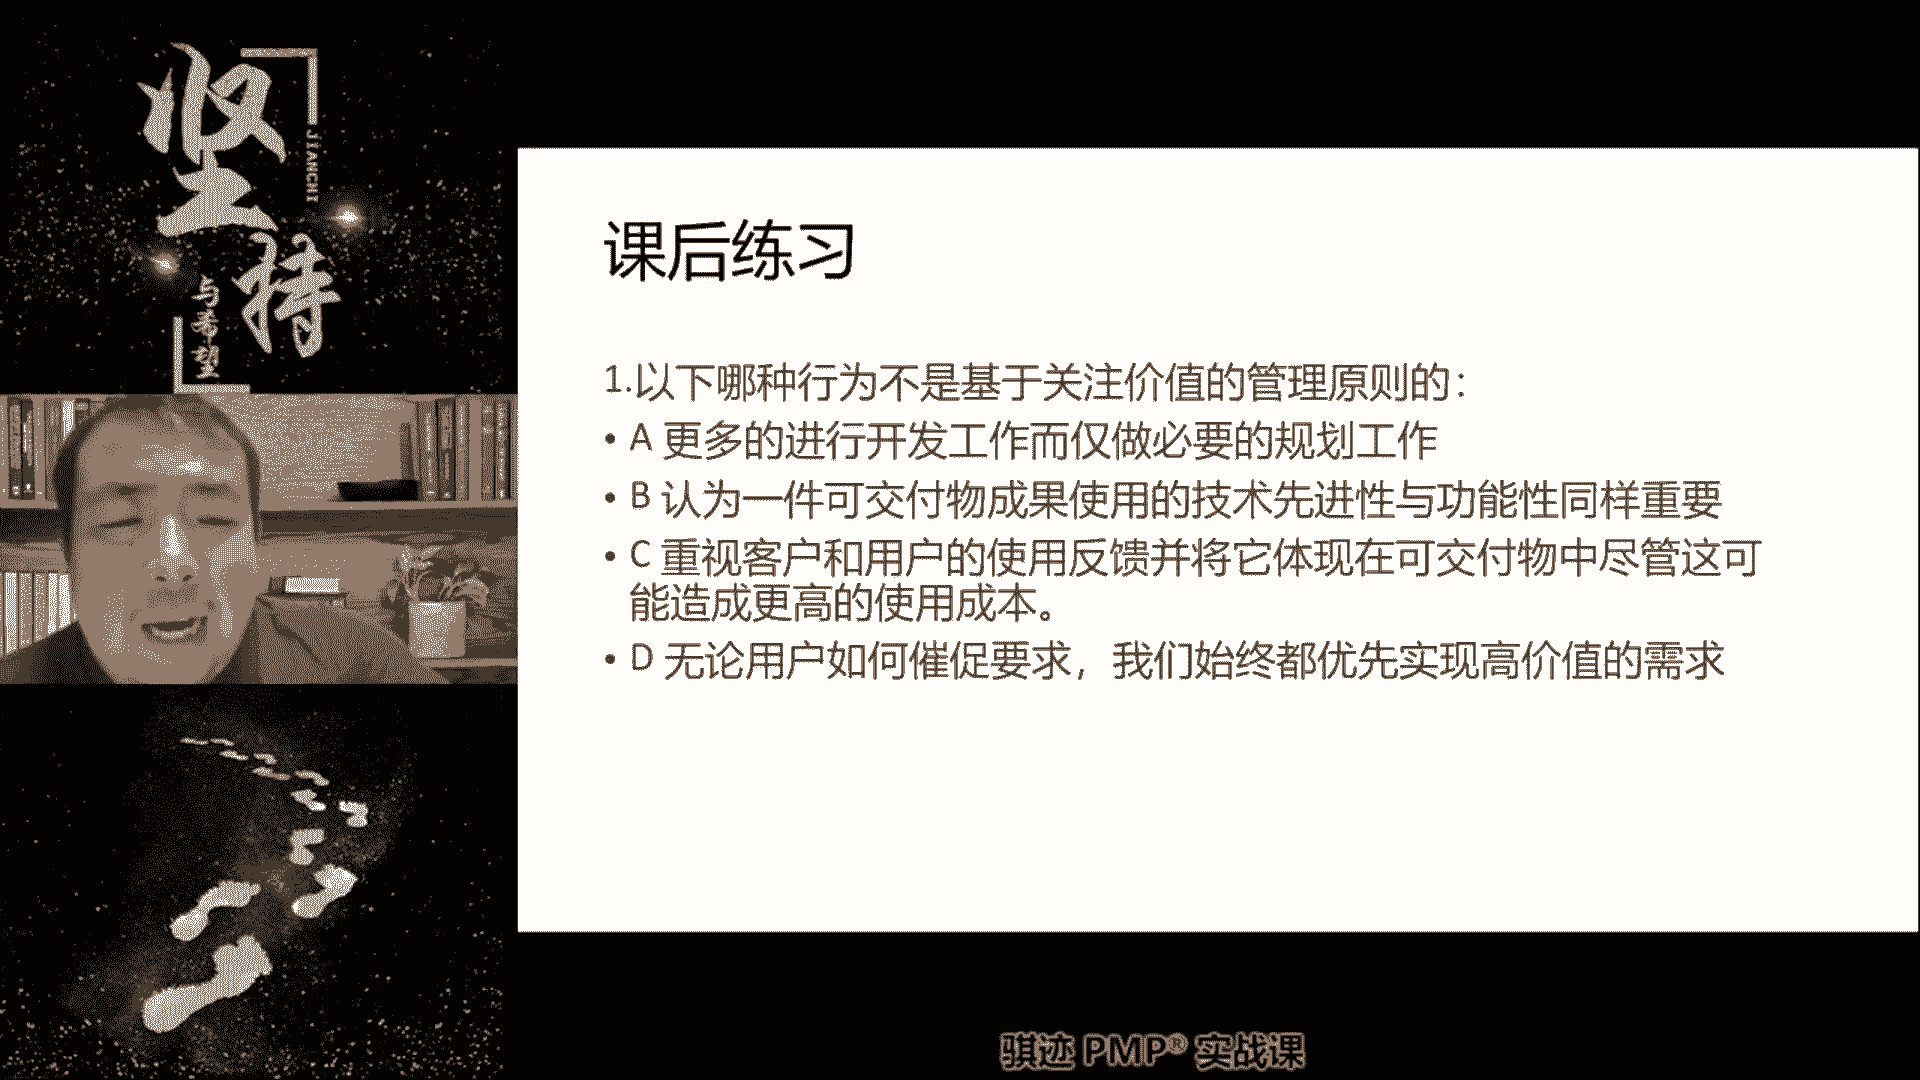 坚持
JIANCHI
与希望
课后练习
1.以下哪种行为不是基于关注价值的管理原则的：
• A 更多的进行开发工作而仅做必要的规划工作
• B 认为一件可交付物成果使用的技术先进性与功能性同样重要
• C 重视客户和用户的使用反馈并将它体现在可交付物中尽管这可
能造成更高的使用成本。
• D 无论用户如何催促要求，我们始终都优先实现高价值的需求
骐迹 PMP® 实战课